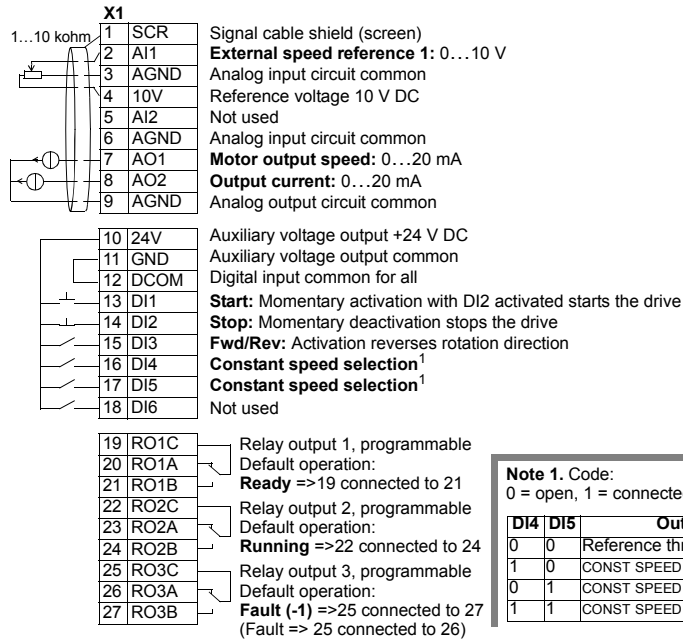 X1
1…10 kohm
1 SCR Signal cable shield (screen)
2 AI1 External speed reference 1: 0…10 V
3 AGND Analog input circuit common
4 10V Reference voltage 10 V DC
5 AI2 Not used
6 AGND Analog input circuit common
7 AO1 Motor output speed: 0…20 mA
8 AO2 Output current: 0…20 mA
9 AGND Analog output circuit common
10 24V Auxiliary voltage output +24 V DC
11 GND Auxiliary voltage output common
12 DCOM Digital input common for all
13 DI1 Start: Momentary activation with DI2 activated starts the drive
14 DI2 Stop: Momentary deactivation stops the drive
15 DI3 Fwd/Rev: Activation reverses rotation direction
16 DI4 Constant speed selection1
17 DI5 Constant speed selection1
18 DI6 Not used
19 RO1C Relay output 1, programmable
20 RO1A Default operation:
21 RO1B Ready =>19 connected to 21
22 RO2C Relay output 2, programmable
23 RO2A Default operation:
24 RO2B Running =>22 connected to 24
25 RO3C Relay output 3, programmable
26 RO3A Default operation:
27 RO3B Fault (-1) =>25 connected to 27
(Fault => 25 connected to 26)
Note 1. Code:
0 = open, 1 = connected
DI4 DI5 Out
0 0 Reference thr
1 0 CONST SPEED
0 1 CONST SPEED
1 1 CONST SPEED